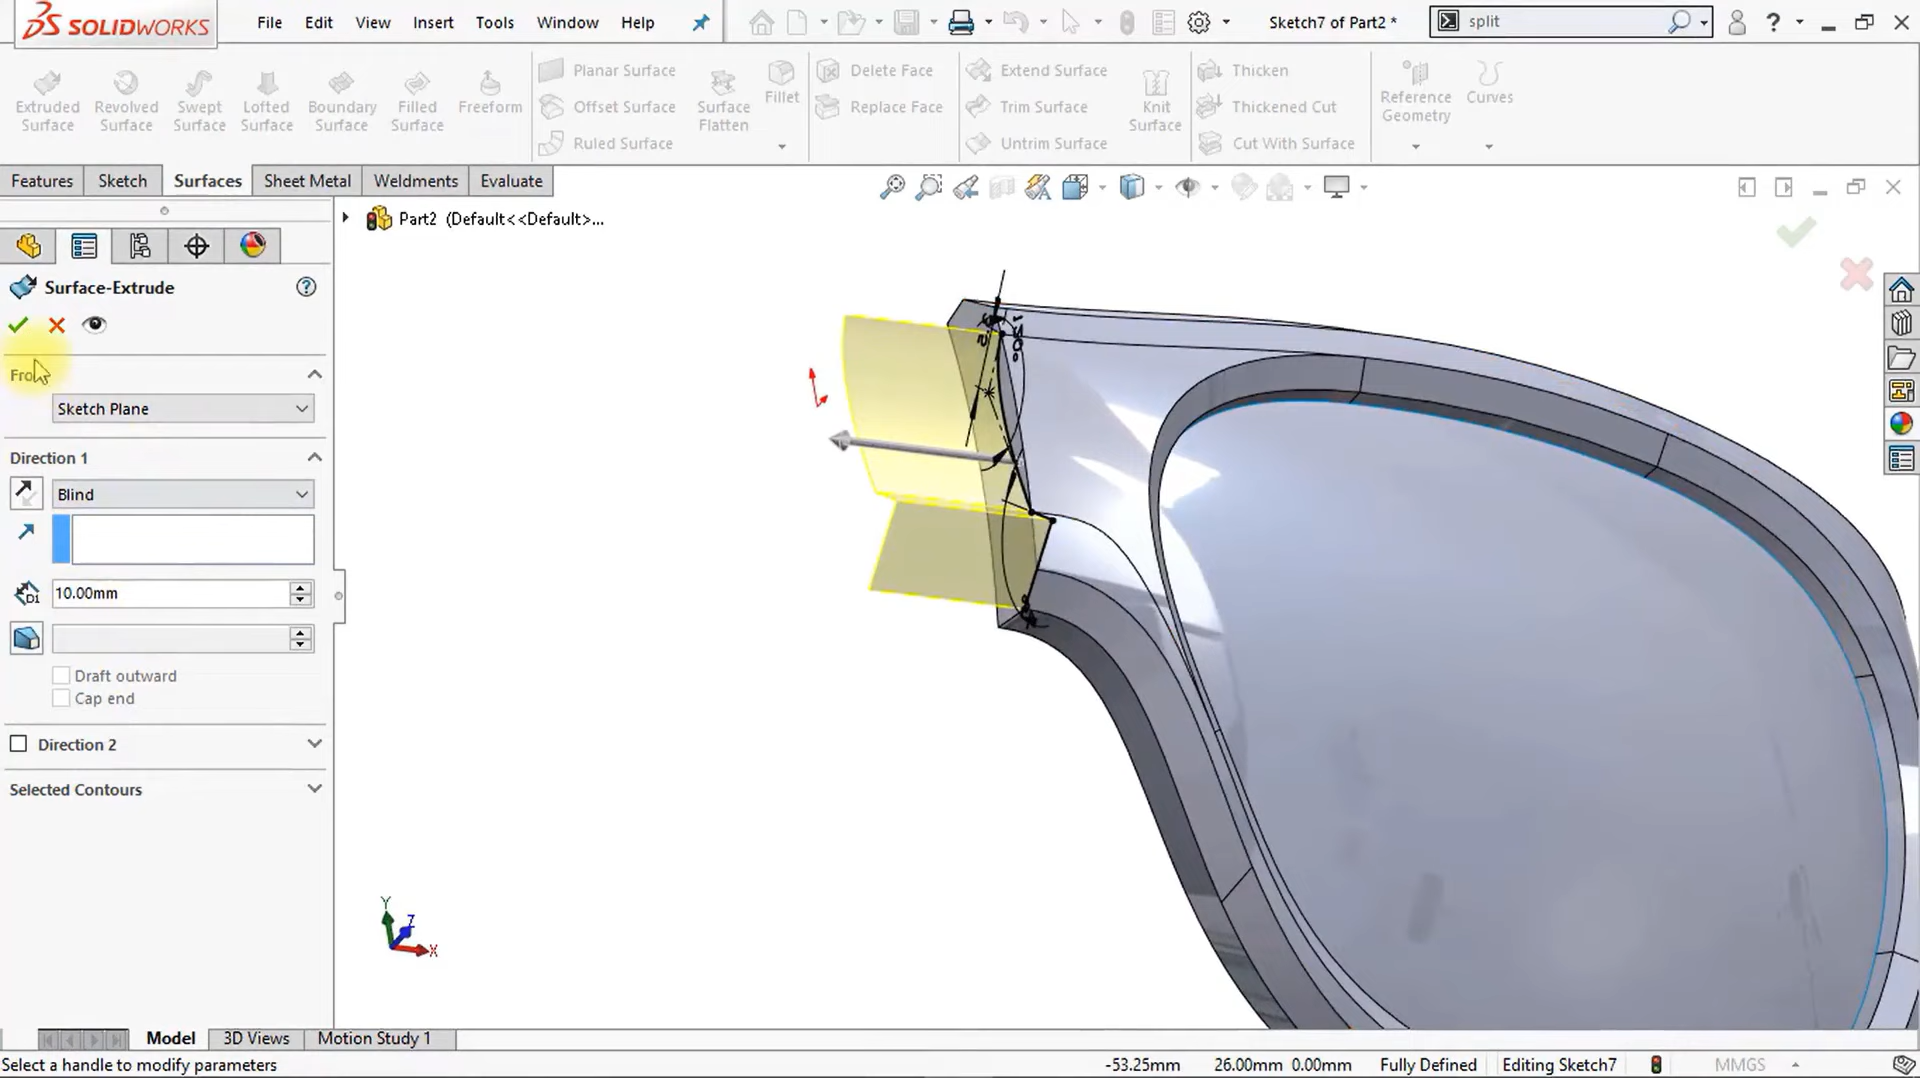 SOLIDWORKS File Edit View Insert Tools Window Help Sketch7 of Part2 * split ?
Extruded Surface
Revolved Surface
Swept Surface
Lofted Surface
Boundary Surface
Filled Surface
Freeform
Planar Surface
Offset Surface
Ruled Surface
Surface Flatten
Fillet
Delete Face
Replace Face
Extend Surface
Trim Surface
Untrim Surface
Knit Surface
Thicken
Thickened Cut
Cut With Surface
Reference Geometry
Curves
Features Sketch Surfaces Sheet Metal Weldments Evaluate
Part2 (Default<<Default>...
Surface-Extrude ?
From
Sketch Plane
Direction 1
Blind
D1 10.00mm
Draft outward
Cap end
Direction 2
Selected Contours
150°
Y
Z
X
Model 3D Views Motion Study 1
Select a handle to modify parameters -53.25mm 26.00mm 0.00mm Fully Defined Editing Sketch7 MMGS